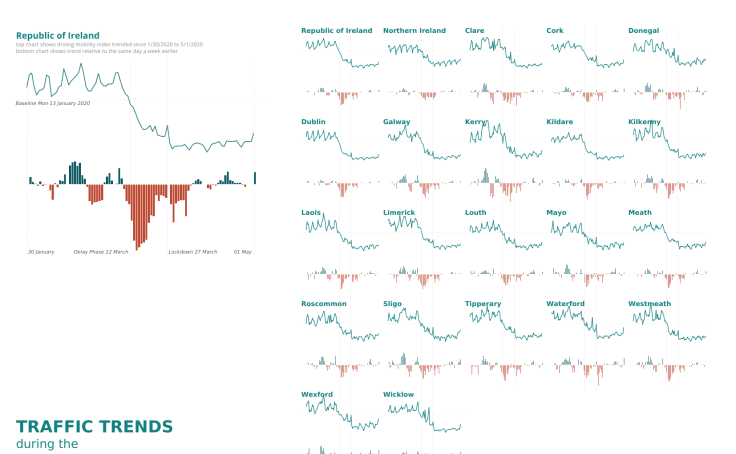 Republic of Ireland
top chart shows driving mobility index trended since 1/30/2020 to 5/1/2020
bottom chart shows trend relative to the same day a week earlier
Baseline Mon 13 January 2020
30 January Delay Phase 12 March Lockdown 27 March 01 May
TRAFFIC TRENDS
during the
Republic of Ireland Northern Ireland Clare Cork Donegal
Dublin Galway Kerry Kildare Kilkenny
Laois Limerick Louth Mayo Meath
Roscommon Sligo Tipperary Waterford Westmeath
Wexford Wicklow